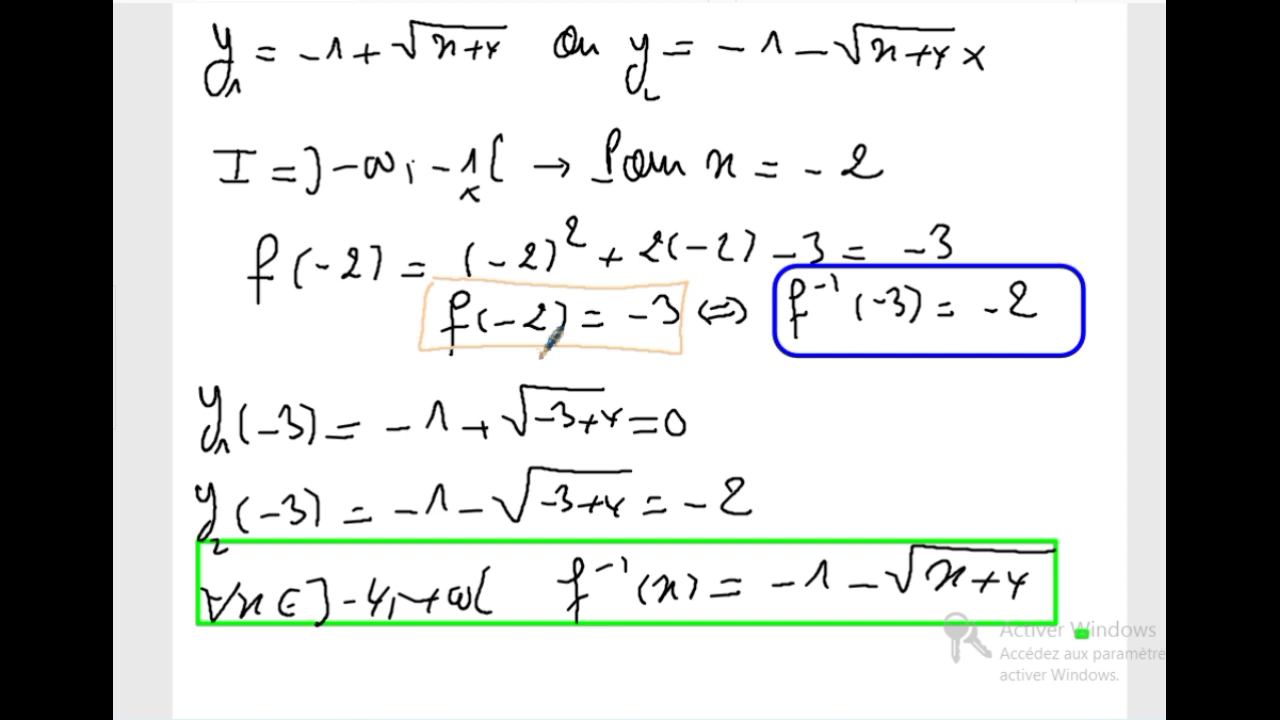 y₁ = -1 + √(x+4) Ou y₂ = -1 - √(x+4) x
I = ]-∞; -1[ → Pour x = -2
f(-2) = (-2)² + 2(-2) - 3 = -3
f(-2) = -3 ⇔ f⁻¹(-3) = -2
y₁(-3) = -1 + √(-3+4) = 0
y₂(-3) = -1 - √(-3+4) = -2
∀x ∈ ]-4; +∞[ f⁻¹(x) = -1 - √(x+4)
Activer Windows
Accédez aux paramètre
activer Windows.